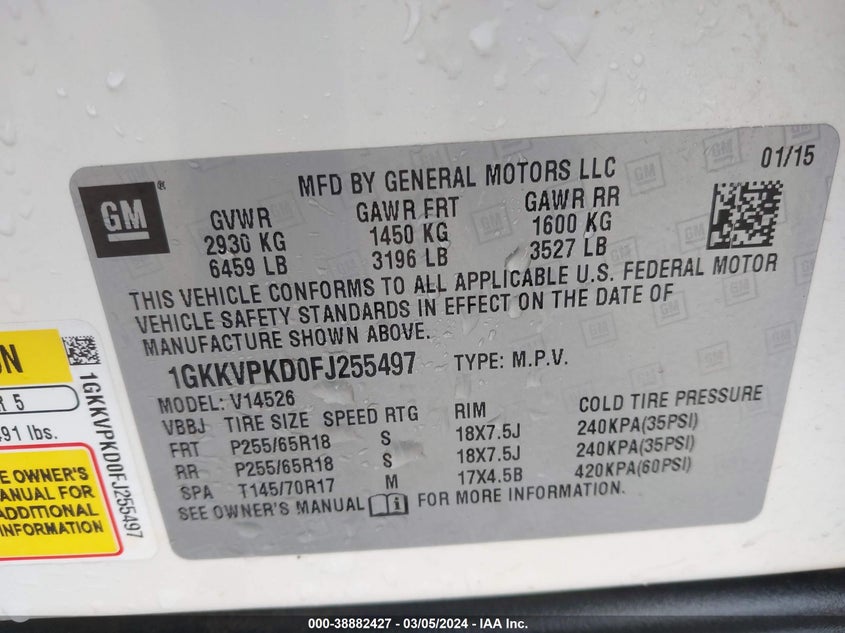 GM
®
MFD BY GENERAL MOTORS LLC
01/15
GVWR GAWR FRT GAWR RR
2930 KG 1450 KG 1600 KG
6459 LB 3196 LB 3527 LB
THIS VEHICLE CONFORMS TO ALL APPLICABLE U.S. FEDERAL MOTOR
VEHICLE SAFETY STANDARDS IN EFFECT ON THE DATE OF
MANUFACTURE SHOWN ABOVE.
1GKKVPKD0FJ255497 TYPE: M.P.V.
MODEL: V14526
VBBJ TIRE SIZE SPEED RTG RIM COLD TIRE PRESSURE
FRT P255/65R18 S 18X7.5J 240KPA(35PSI)
RR P255/65R18 S 18X7.5J 240KPA(35PSI)
SPA T145/70R17 M 17X4.5B 420KPA(60PSI)
SEE OWNER'S MANUAL i FOR MORE INFORMATION.
ON
R 5
491 lbs.
E OWNER'S
ANUAL FOR
ADDITIONAL
INFORMATION
1GKKVPKD0FJ255497
000-38882427 - 03/05/2024 - IAA Inc.